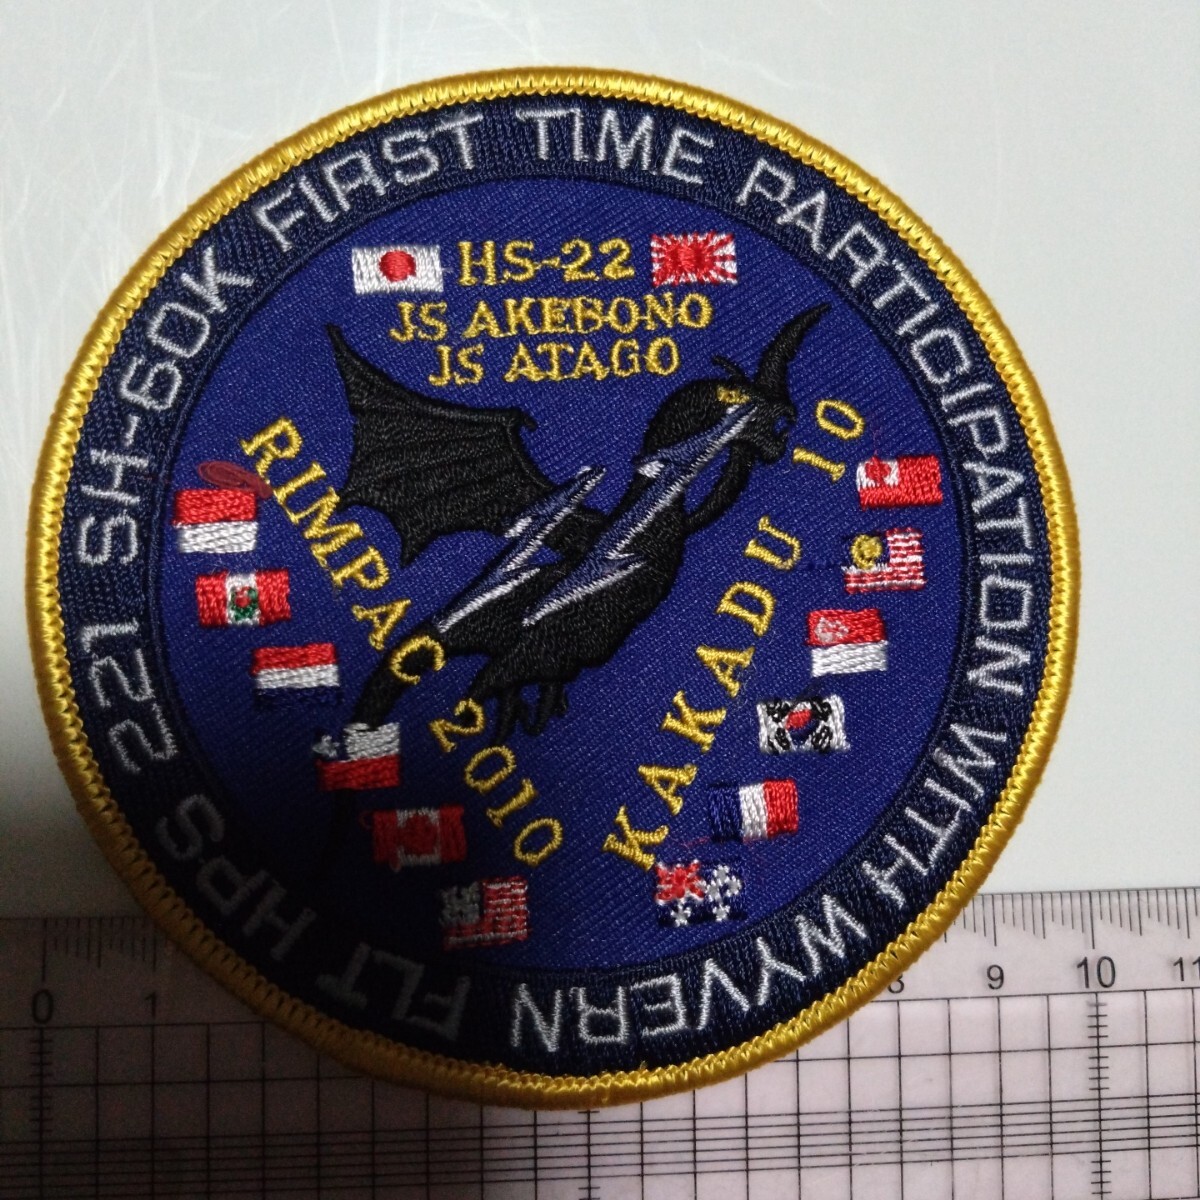 221 SH-60K FIRST TIME PARTICIPATION WITH WYVERN FLT HPS
HS-22
JS AKEBONO
JS ATAGO
RIMPAC 2010
KAKADU 10
0 1 8 9 10 11